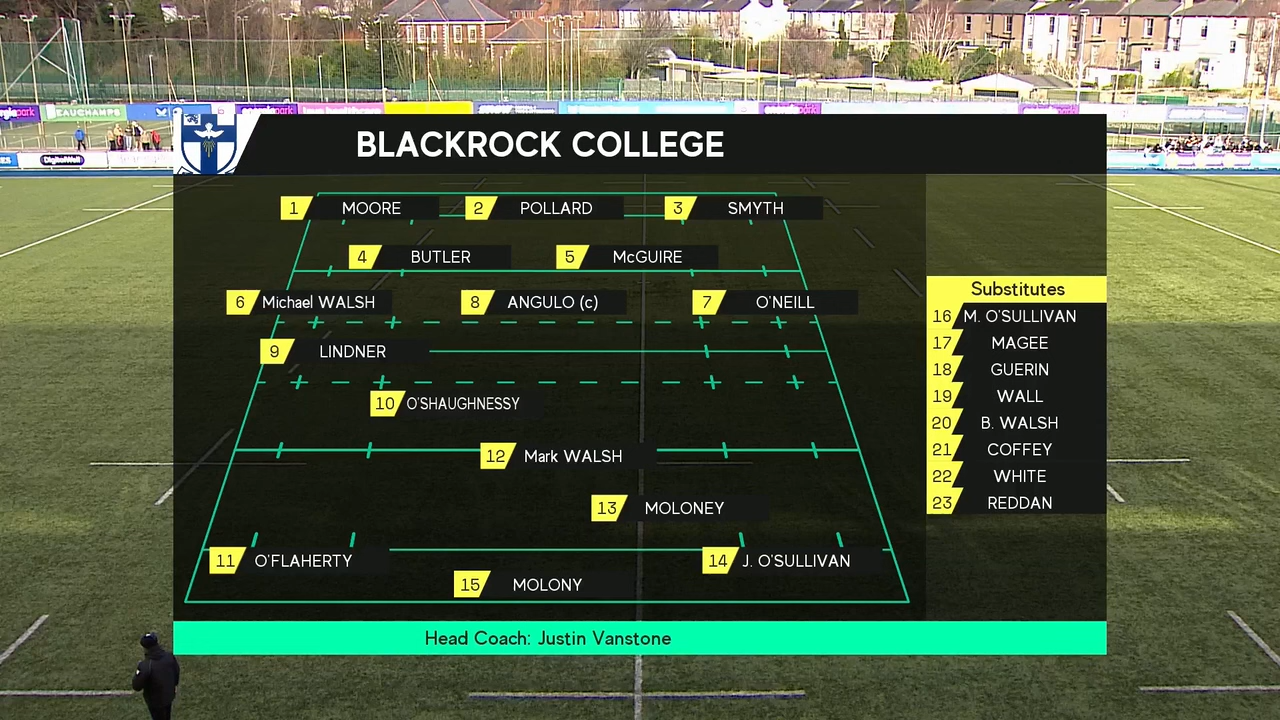 BEAUCHAMPS
DigitalWell
BLACKROCK COLLEGE
1 MOORE 2 POLLARD 3 SMYTH
4 BUTLER 5 McGUIRE
6 Michael WALSH 8 ANGULO (c) 7 O'NEILL
9 LINDNER
10 O'SHAUGHNESSY
12 Mark WALSH
13 MOLONEY
11 O'FLAHERTY 14 J. O'SULLIVAN
15 MOLONY
Substitutes
16 M. O'SULLIVAN
17 MAGEE
18 GUERIN
19 WALL
20 B. WALSH
21 COFFEY
22 WHITE
23 REDDAN
Head Coach: Justin Vanstone